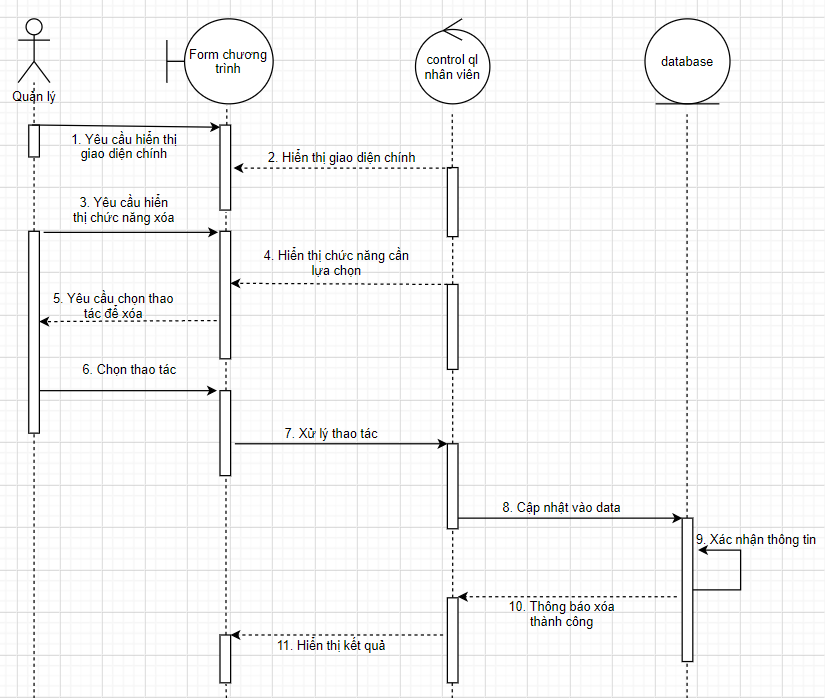 Form chương
trình
control ql
nhân viên
database
Quản lý
1. Yêu cầu hiển thị
giao diện chính
2. Hiển thị giao diện chính
3. Yêu cầu hiển
thị chức năng xóa
4. Hiển thị chức năng cần
lựa chọn
5. Yêu cầu chọn thao
tác để xóa
6. Chọn thao tác
7. Xử lý thao tác
8. Cập nhật vào data
9. Xác nhận thông tin
10. Thông báo xóa
thành công
11. Hiển thị kết quả